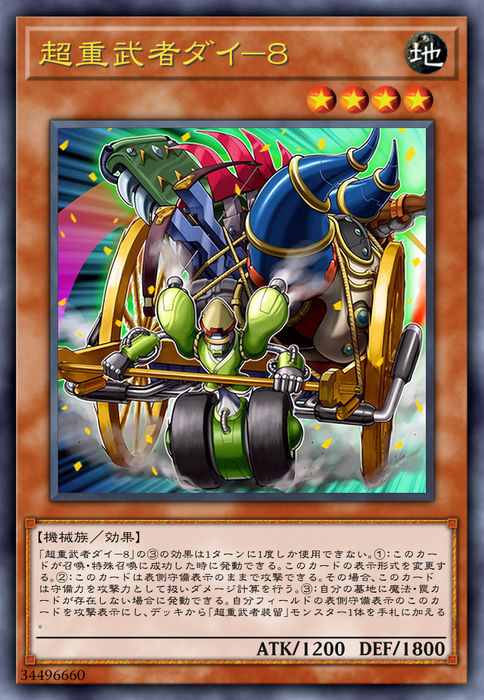 超重武者ダイ－8
ち
地
【機械族／効果】
「超重武者ダイ－8」の③の効果は1ターンに1度しか使用できない。①：このカー
ドが召喚・特殊召喚に成功した時に発動できる。このカードの表示形式を変更す
る。②：このカードは表側守備表示のままで攻撃できる。その場合、このカード
は守備力を攻撃力として扱いダメージ計算を行う。③：自分の墓地に魔法・罠カ
ードが存在しない場合に発動できる。自分フィールドの表側守備表示のこのカ
ードを攻撃表示にし、デッキから「超重武者装留」モンスター1体を手札に加え
る。
ATK/1200 DEF/1800
34496660